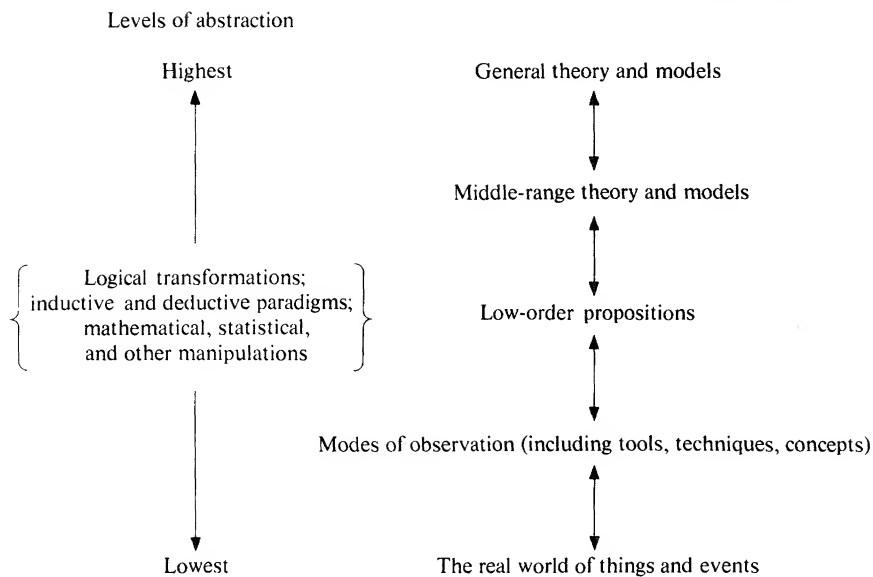 Levels of abstraction
Highest
General theory and models
Middle-range theory and models
Logical transformations;
inductive and deductive paradigms;
mathematical, statistical,
and other manipulations
Low-order propositions
Modes of observation (including tools, techniques, concepts)
Lowest
The real world of things and events